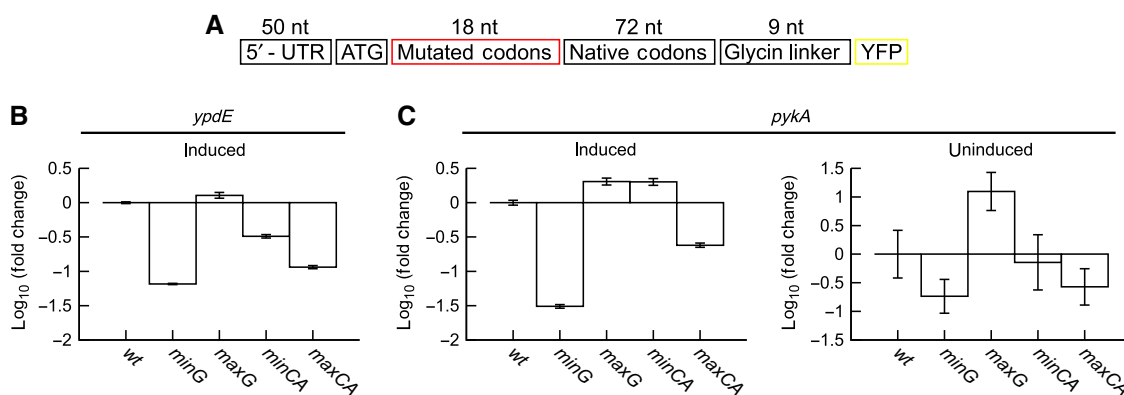 A
50 nt 18 nt 72 nt 9 nt
5′ - UTR ATG Mutated codons Native codons Glycin linker YFP
B
ypdE
Induced
Log10 (fold change)
0.5
0
−0.5
−1
−1.5
−2
wt minG maxG minCA maxCA
C
pykA
Induced
Log10 (fold change)
0.5
0
−0.5
−1
−1.5
−2
wt minG maxG minCA maxCA
Uninduced
Log10 (fold change)
1.5
1
0.5
0
−0.5
−1
−1.5
wt minG maxG minCA maxCA